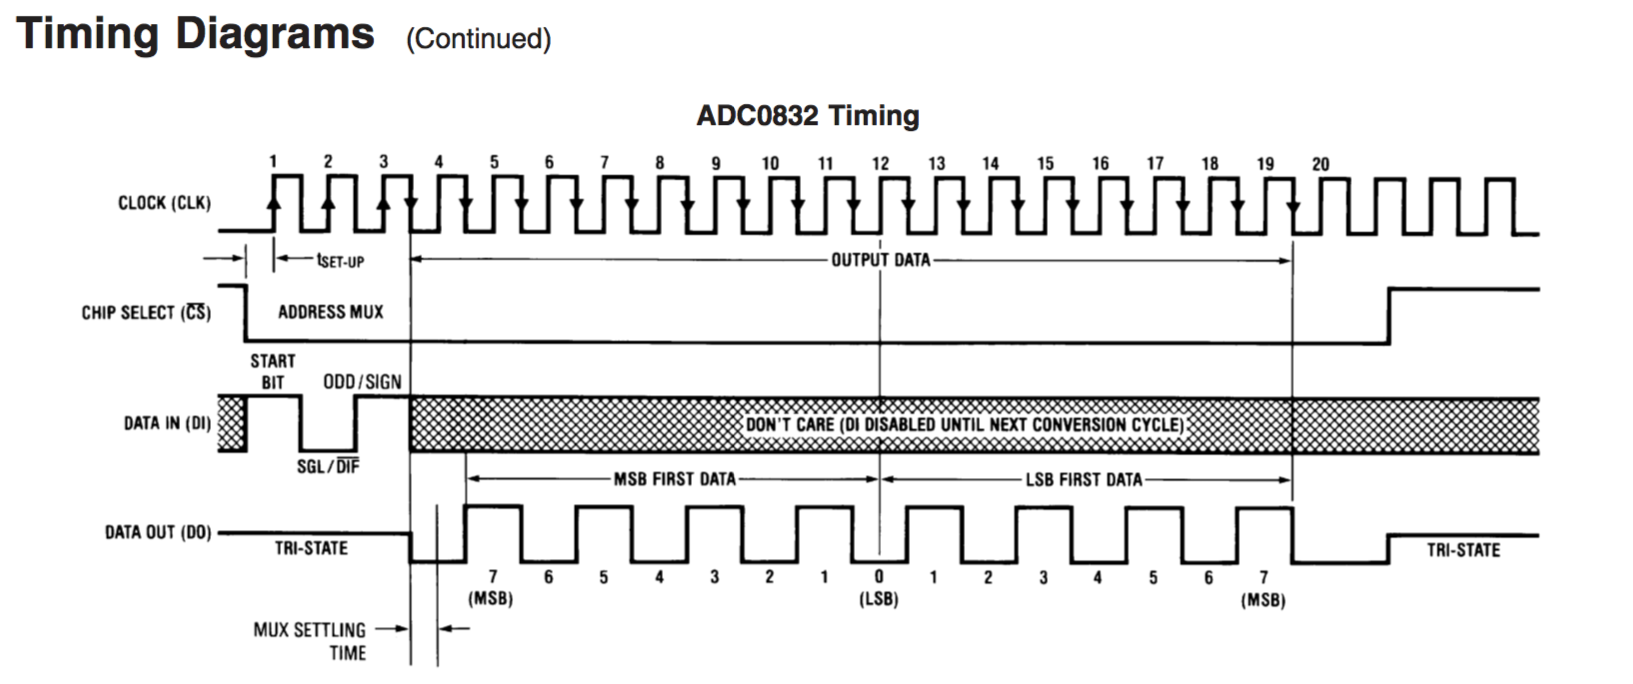 Timing Diagrams (Continued)
ADC0832 Timing
1 2 3 4 5 6 7 8 9 10 11 12 13 14 15 16 17 18 19 20
CLOCK (CLK)
tSET-UP
OUTPUT DATA
CHIP SELECT (C̅S̅)
ADDRESS MUX
START
BIT
ODD/SIGN
DATA IN (DI)
DON'T CARE (DI DISABLED UNTIL NEXT CONVERSION CYCLE)
SGL/D̅I̅F̅
MSB FIRST DATA
LSB FIRST DATA
DATA OUT (DO)
TRI-STATE
TRI-STATE
7 6 5 4 3 2 1 0 1 2 3 4 5 6 7
(MSB) (LSB) (MSB)
MUX SETTLING
TIME